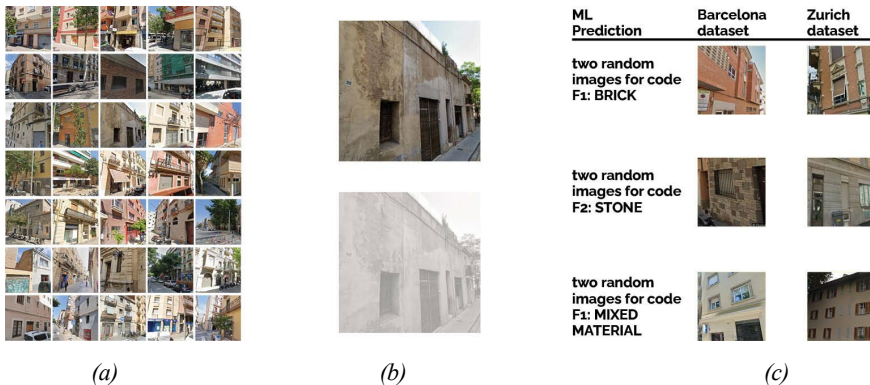 ML
Prediction
Barcelona
dataset
Zurich
dataset
two random
images for code
F1: BRICK
two random
images for code
F2: STONE
two random
images for code
F1: MIXED
MATERIAL
(a)
(b)
(c)